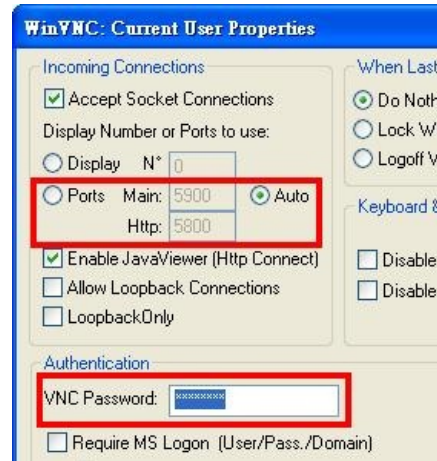 WinVNC: Current User Properties
Incoming Connections
Accept Socket Connections
Display Number or Ports to use:
Display N° 0
Ports Main: 5900 Auto
Http: 5800
Enable JavaViewer (Http Connect)
Allow Loopback Connections
LoopbackOnly
When Last
Do Noth
Lock W
Logoff V
Keyboard &
Disable
Disable
Authentication
VNC Password: ********
Require MS Logon (User/Pass./Domain)